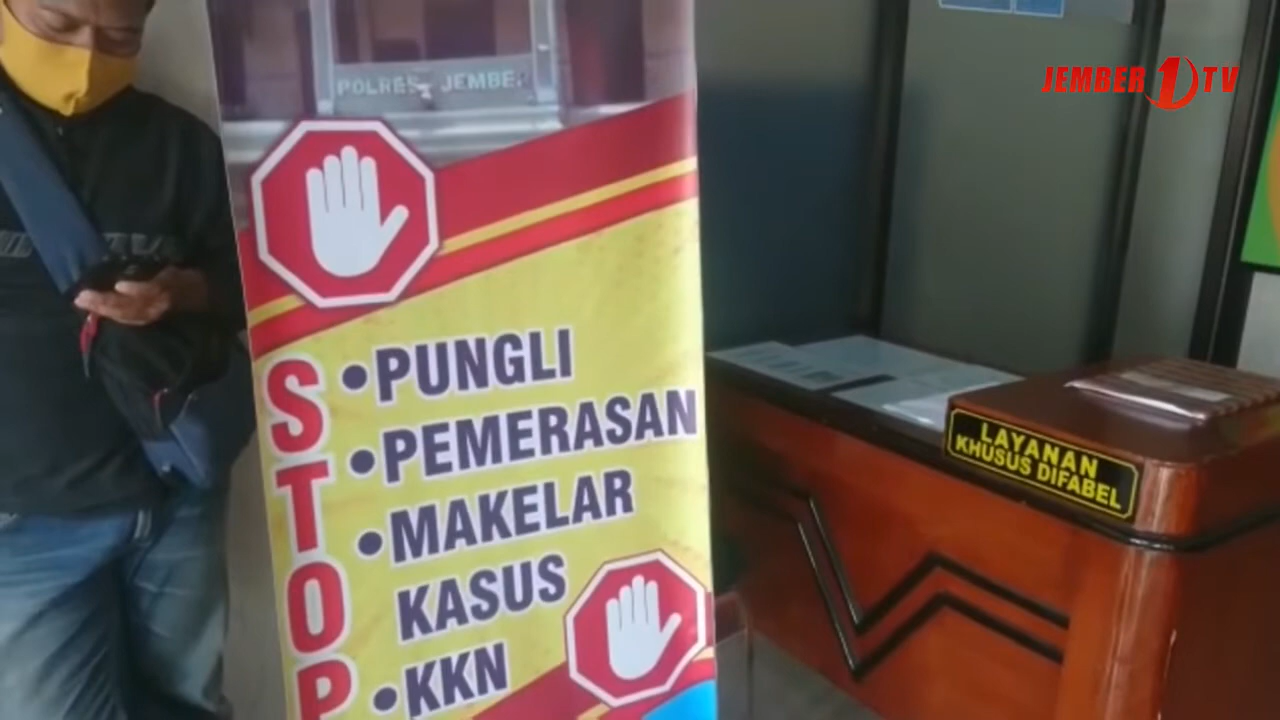 JEMBER 1 TV
POLRES JEMBER
STOP
•PUNGLI
•PEMERASAN
•MAKELAR
KASUS
•KKN
LAYANAN
KHUSUS DIFABEL